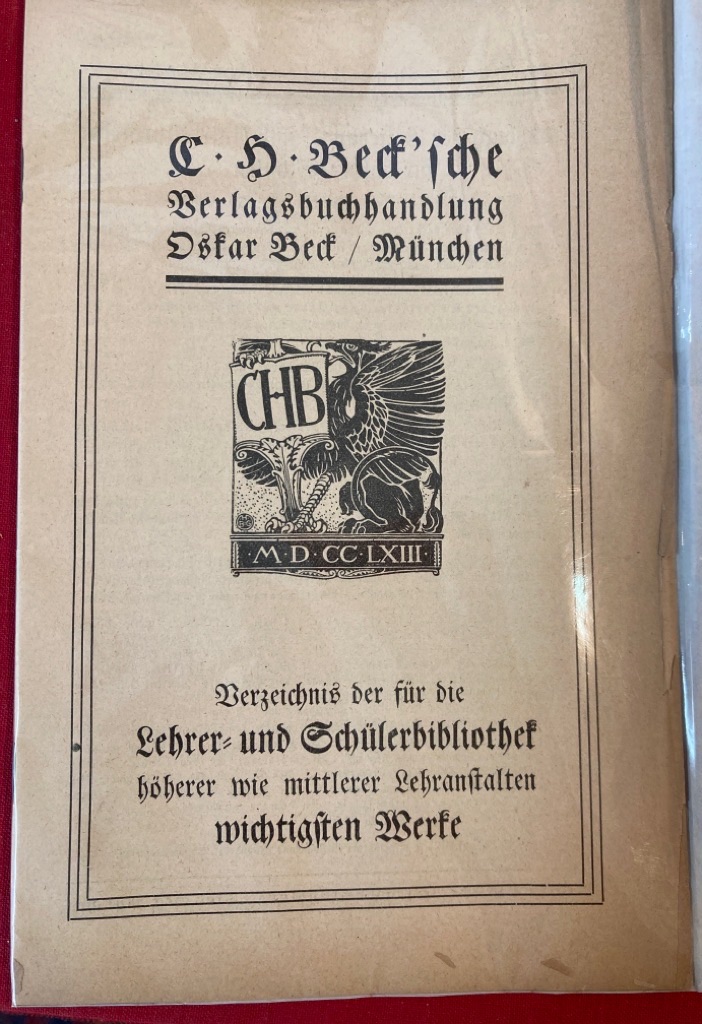 C · H · Beck’ſche
Verlagsbuchhandlung
Oskar Beck / München
CHB
· M · D · CC · LXIII ·
Verzeichnis der für die
Lehrer⸗ und Schülerbibliothek
höherer wie mittlerer Lehranſtalten
wichtigſten Werke